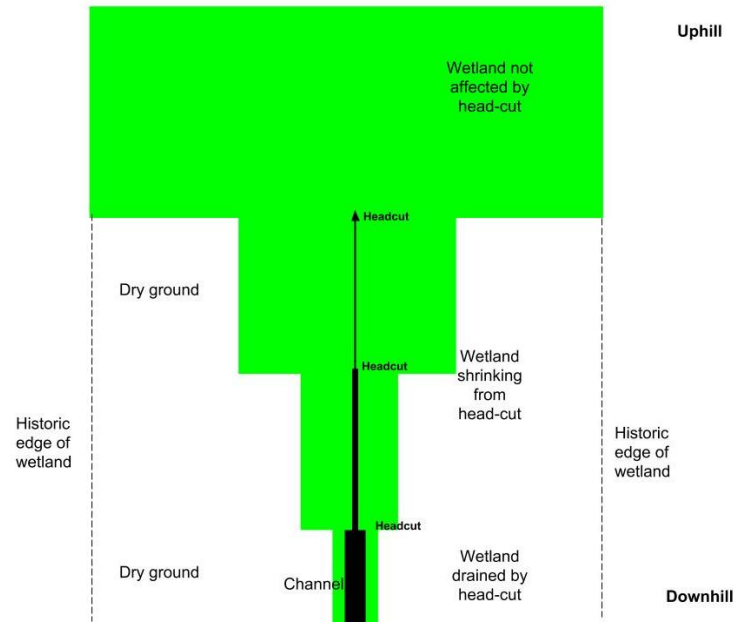 Uphill
Wetland not
affected by
head-cut
Headcut
Dry ground
Headcut
Wetland
shrinking
from
head-cut
Historic
edge of
wetland
Historic
edge of
wetland
Headcut
Dry ground
Channel
Wetland
drained by
head-cut
Downhill